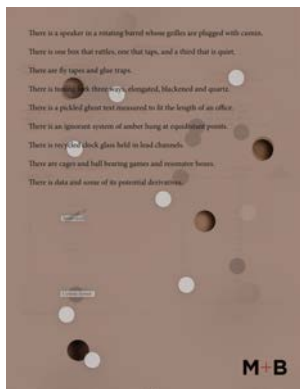 There is a speaker in a rotating barrel whose grilles are plugged with casein.
There is one box that rattles, one that taps, and a third that is quiet.
There are fly tapes and glue traps.
There is tuning fork three ways, elongated, blackened and quartz.
There is a pickled ghost text measured to fit the length of an office.
There is an ignorant system of amber hung at equidistant points.
There is recycled clock glass held in lead channels.
There are cages and ball bearing games and resonator boxes.
There is data and some of its potential derivatives.
M+B